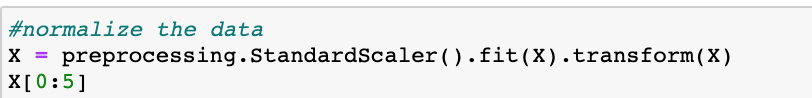 #normalize the data
X = preprocessing.StandardScaler().fit(X).transform(X)
X[0:5]